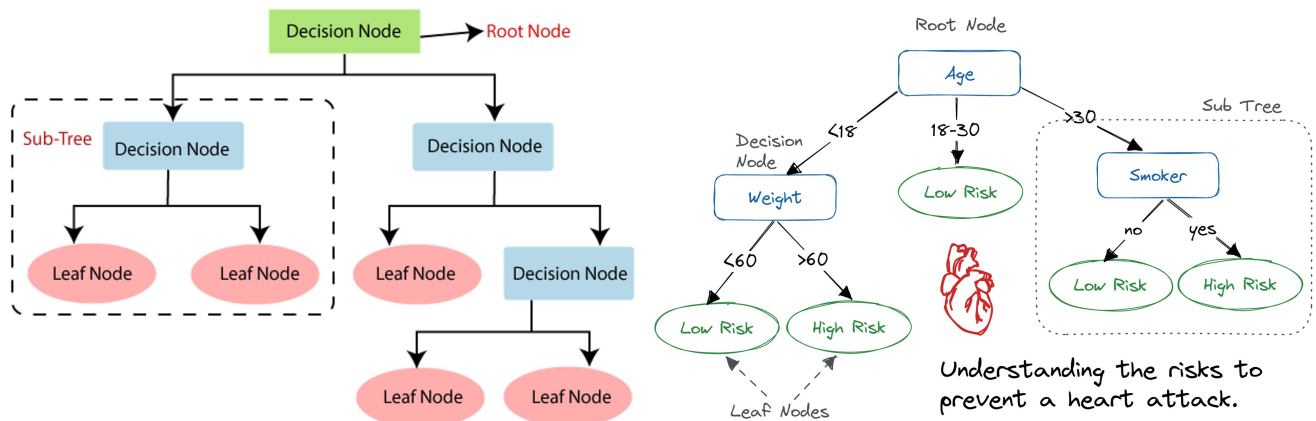 Decision Node
Root Node
Sub-Tree
Decision Node
Decision Node
Leaf Node
Leaf Node
Leaf Node
Decision Node
Leaf Node
Leaf Node
Root Node
Age
<18
18-30
>30
Sub Tree
Decision
Node
Weight
Low Risk
Smoker
<60
>60
no
yes
Low Risk
High Risk
Low Risk
High Risk
Leaf Nodes
Understanding the risks to
prevent a heart attack.